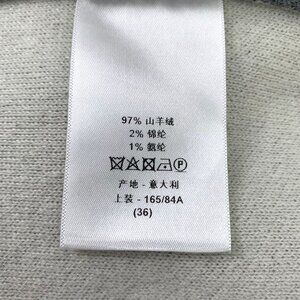 97% 山羊绒
2% 锦纶
1% 氨纶
产地 - 意大利
上装 - 165/84A
(36)